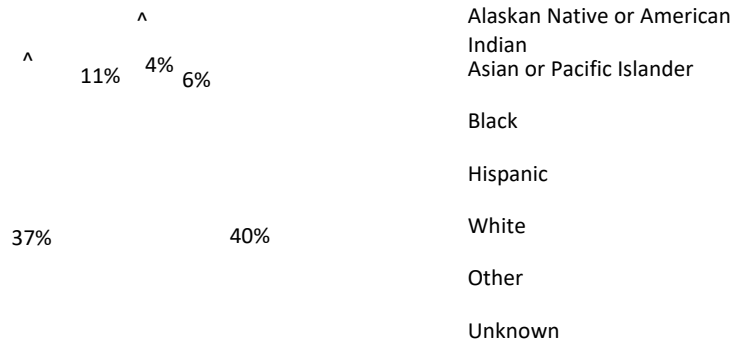 ^
^
11%
4%
6%
37%
40%
Alaskan Native or American
Indian
Asian or Pacific Islander
Black
Hispanic
White
Other
Unknown